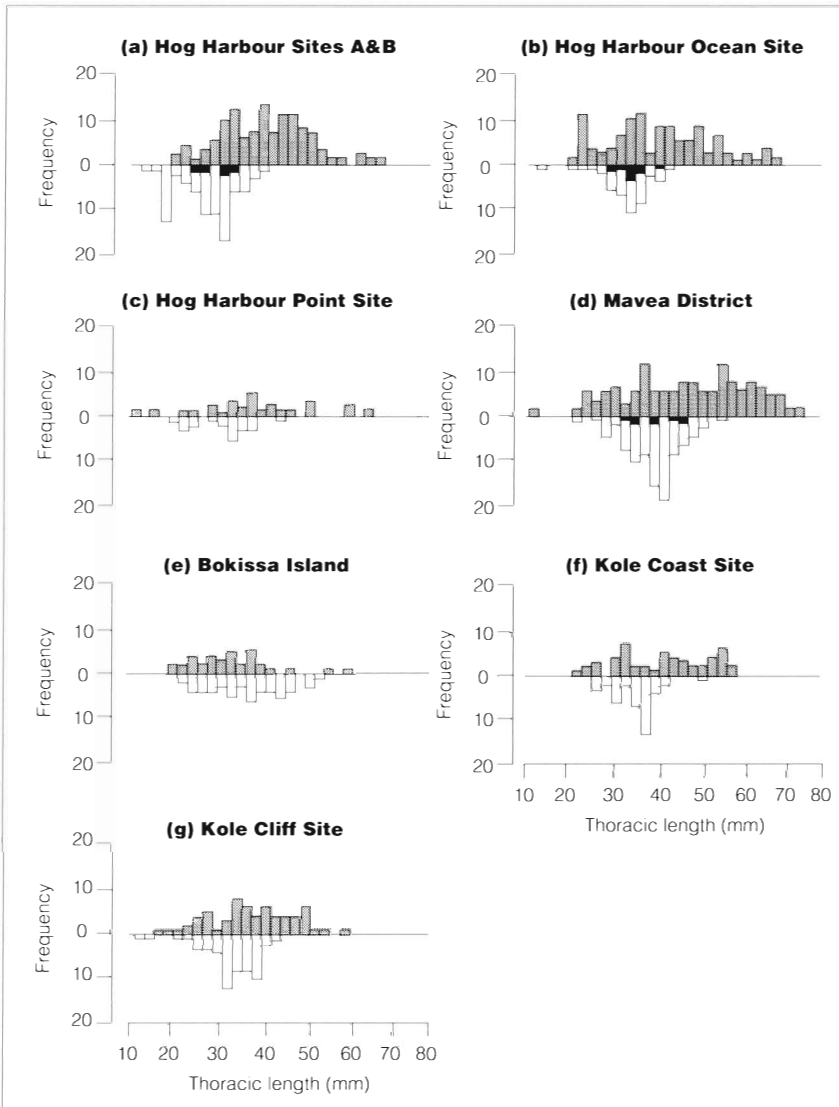 (a) Hog Harbour Sites A&B
20
10
0
10
20
Frequency
(b) Hog Harbour Ocean Site
20
10
0
10
20
Frequency
(c) Hog Harbour Point Site
20
10
0
10
20
Frequency
(d) Mavea District
20
10
0
10
20
Frequency
(e) Bokissa Island
20
10
0
10
20
Frequency
(f) Kole Coast Site
20
10
0
10
20
Frequency
10 20 30 40 50 60 70 80
Thoracic length (mm)
(g) Kole Cliff Site
20
10
0
10
20
Frequency
10 20 30 40 50 60 70 80
Thoracic length (mm)